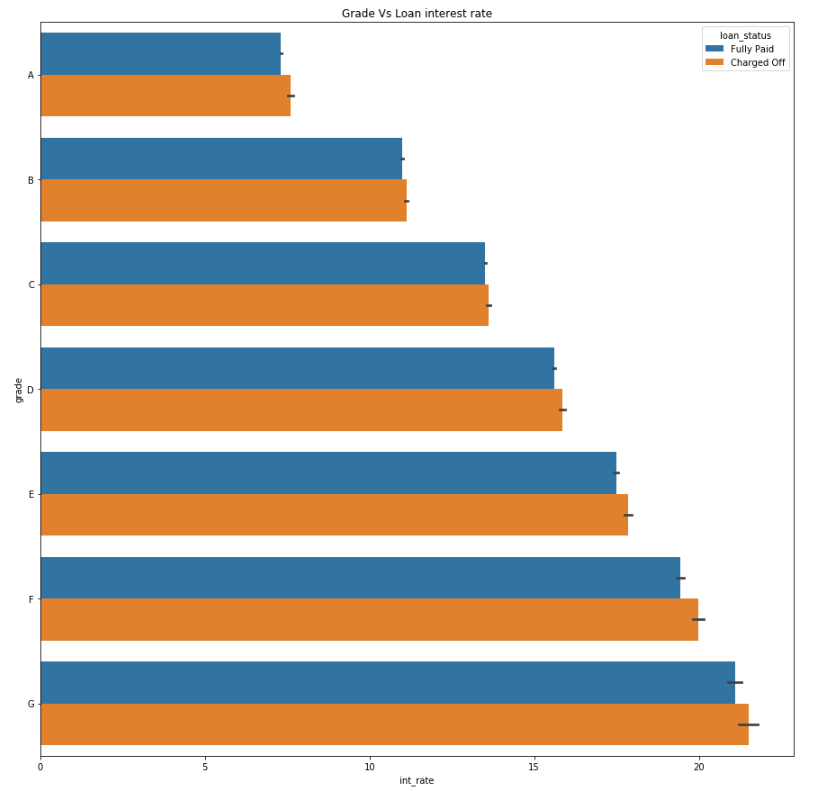 Grade Vs Loan interest rate
loan_status
Fully Paid
Charged Off
A
B
C
D
E
F
G
grade
0 5 10 15 20
int_rate